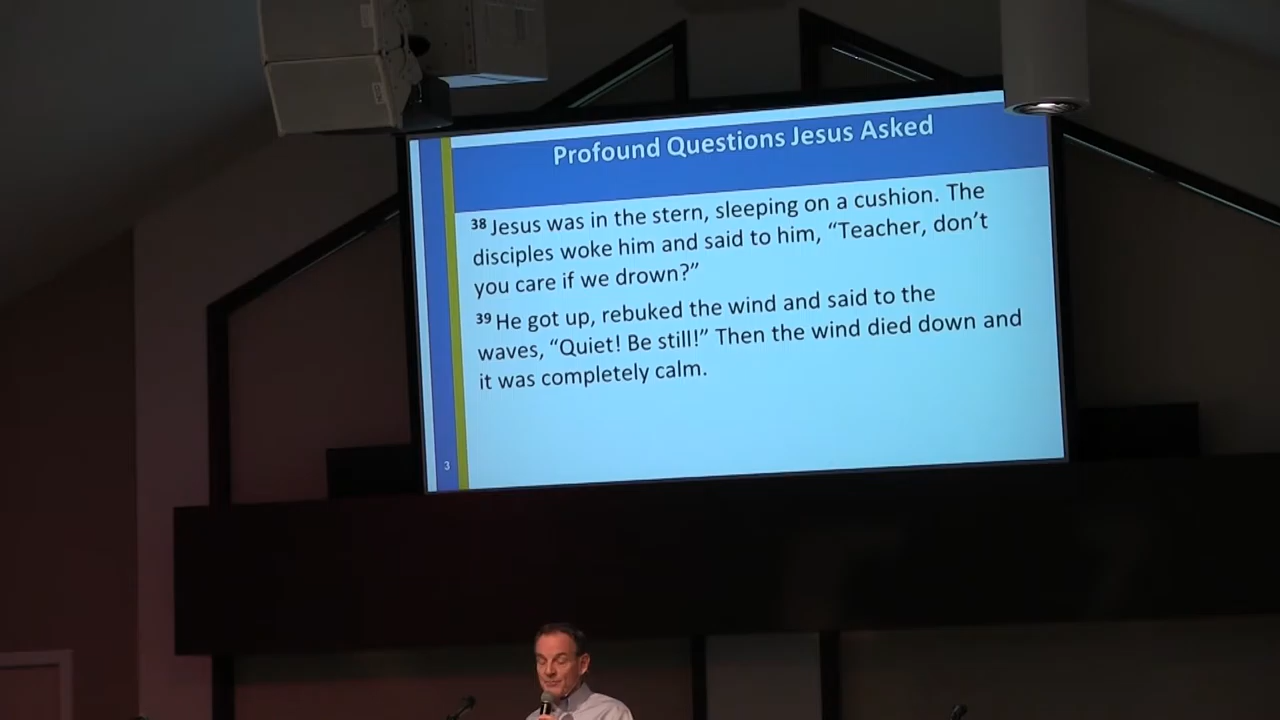 Profound Questions Jesus Asked
38 Jesus was in the stern, sleeping on a cushion. The
disciples woke him and said to him, “Teacher, don’t
you care if we drown?”
39 He got up, rebuked the wind and said to the
waves, “Quiet! Be still!” Then the wind died down and
it was completely calm.
3